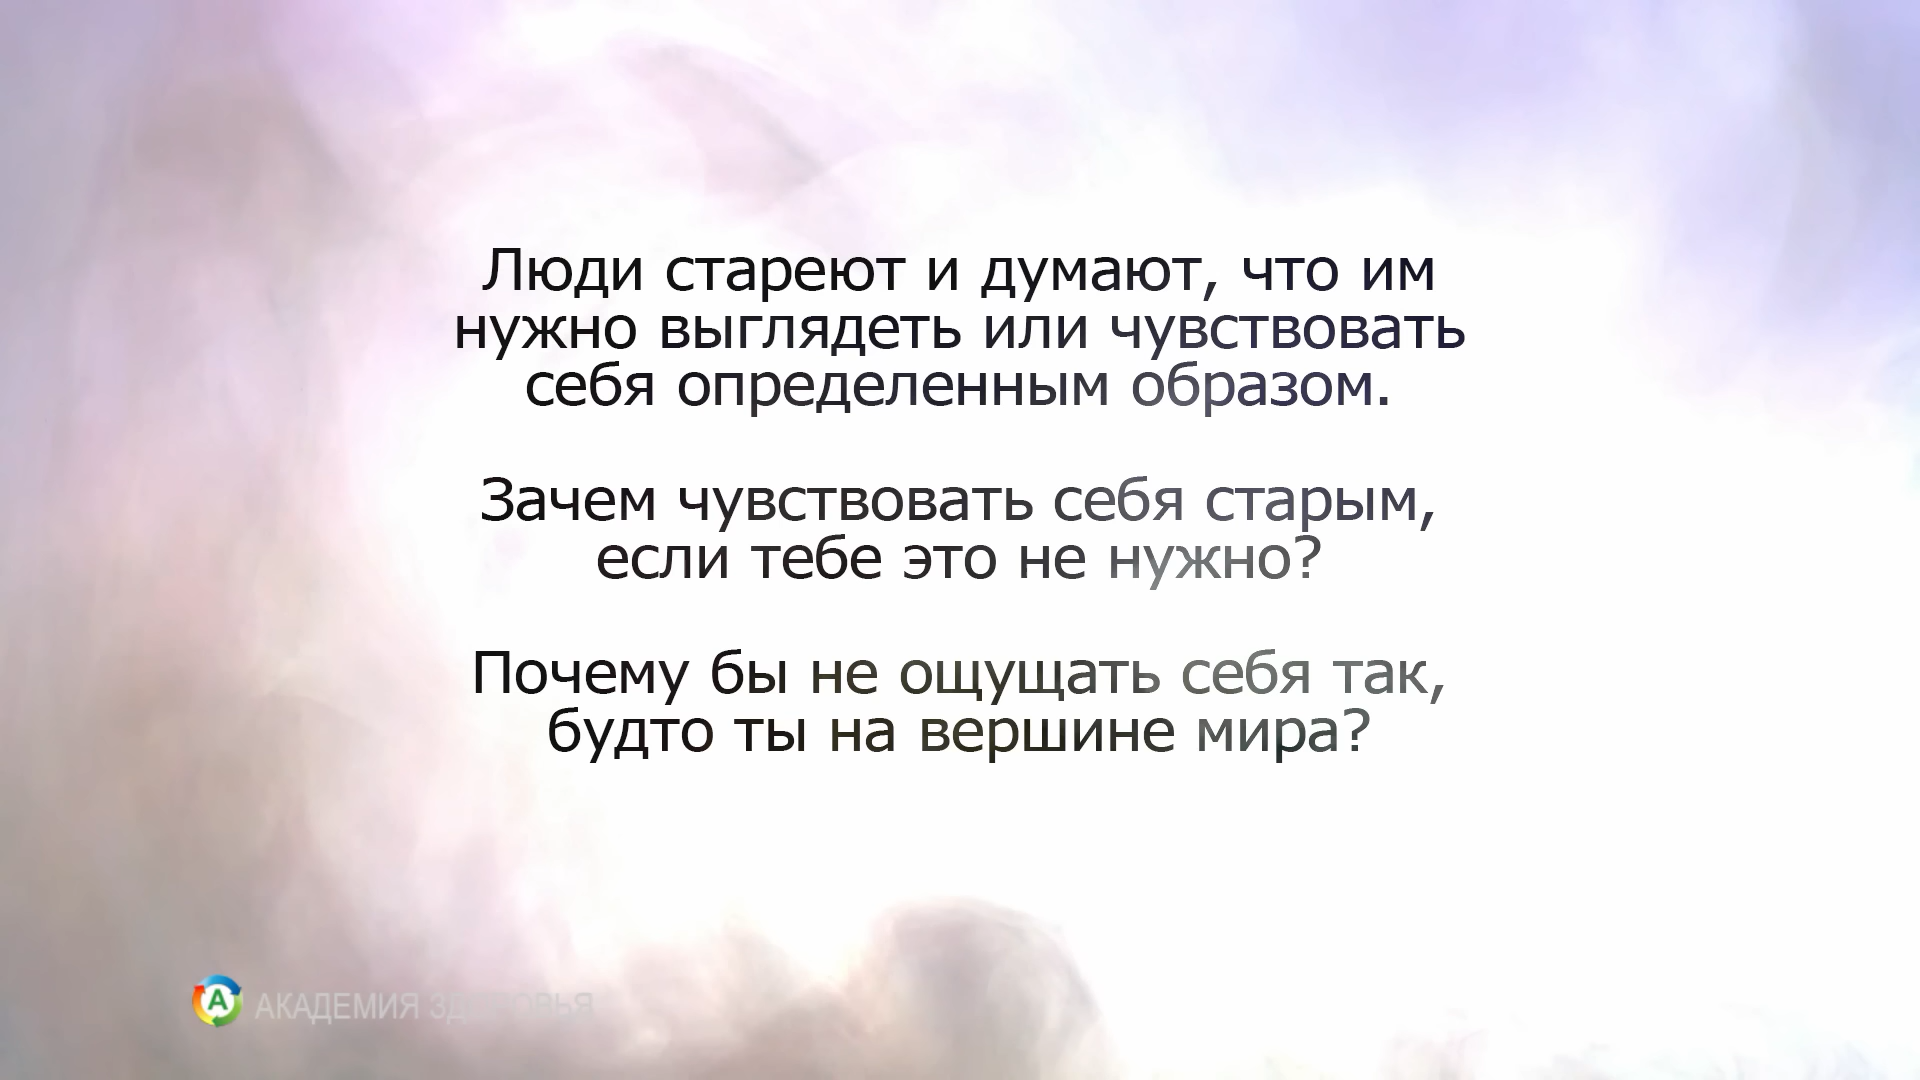 Люди стареют и думают, что им
нужно выглядеть или чувствовать
себя определенным образом.
Зачем чувствовать себя старым,
если тебе это не нужно?
Почему бы не ощущать себя так,
будто ты на вершине мира?
А АКАДЕМИЯ ЗДОРОВЬЯ